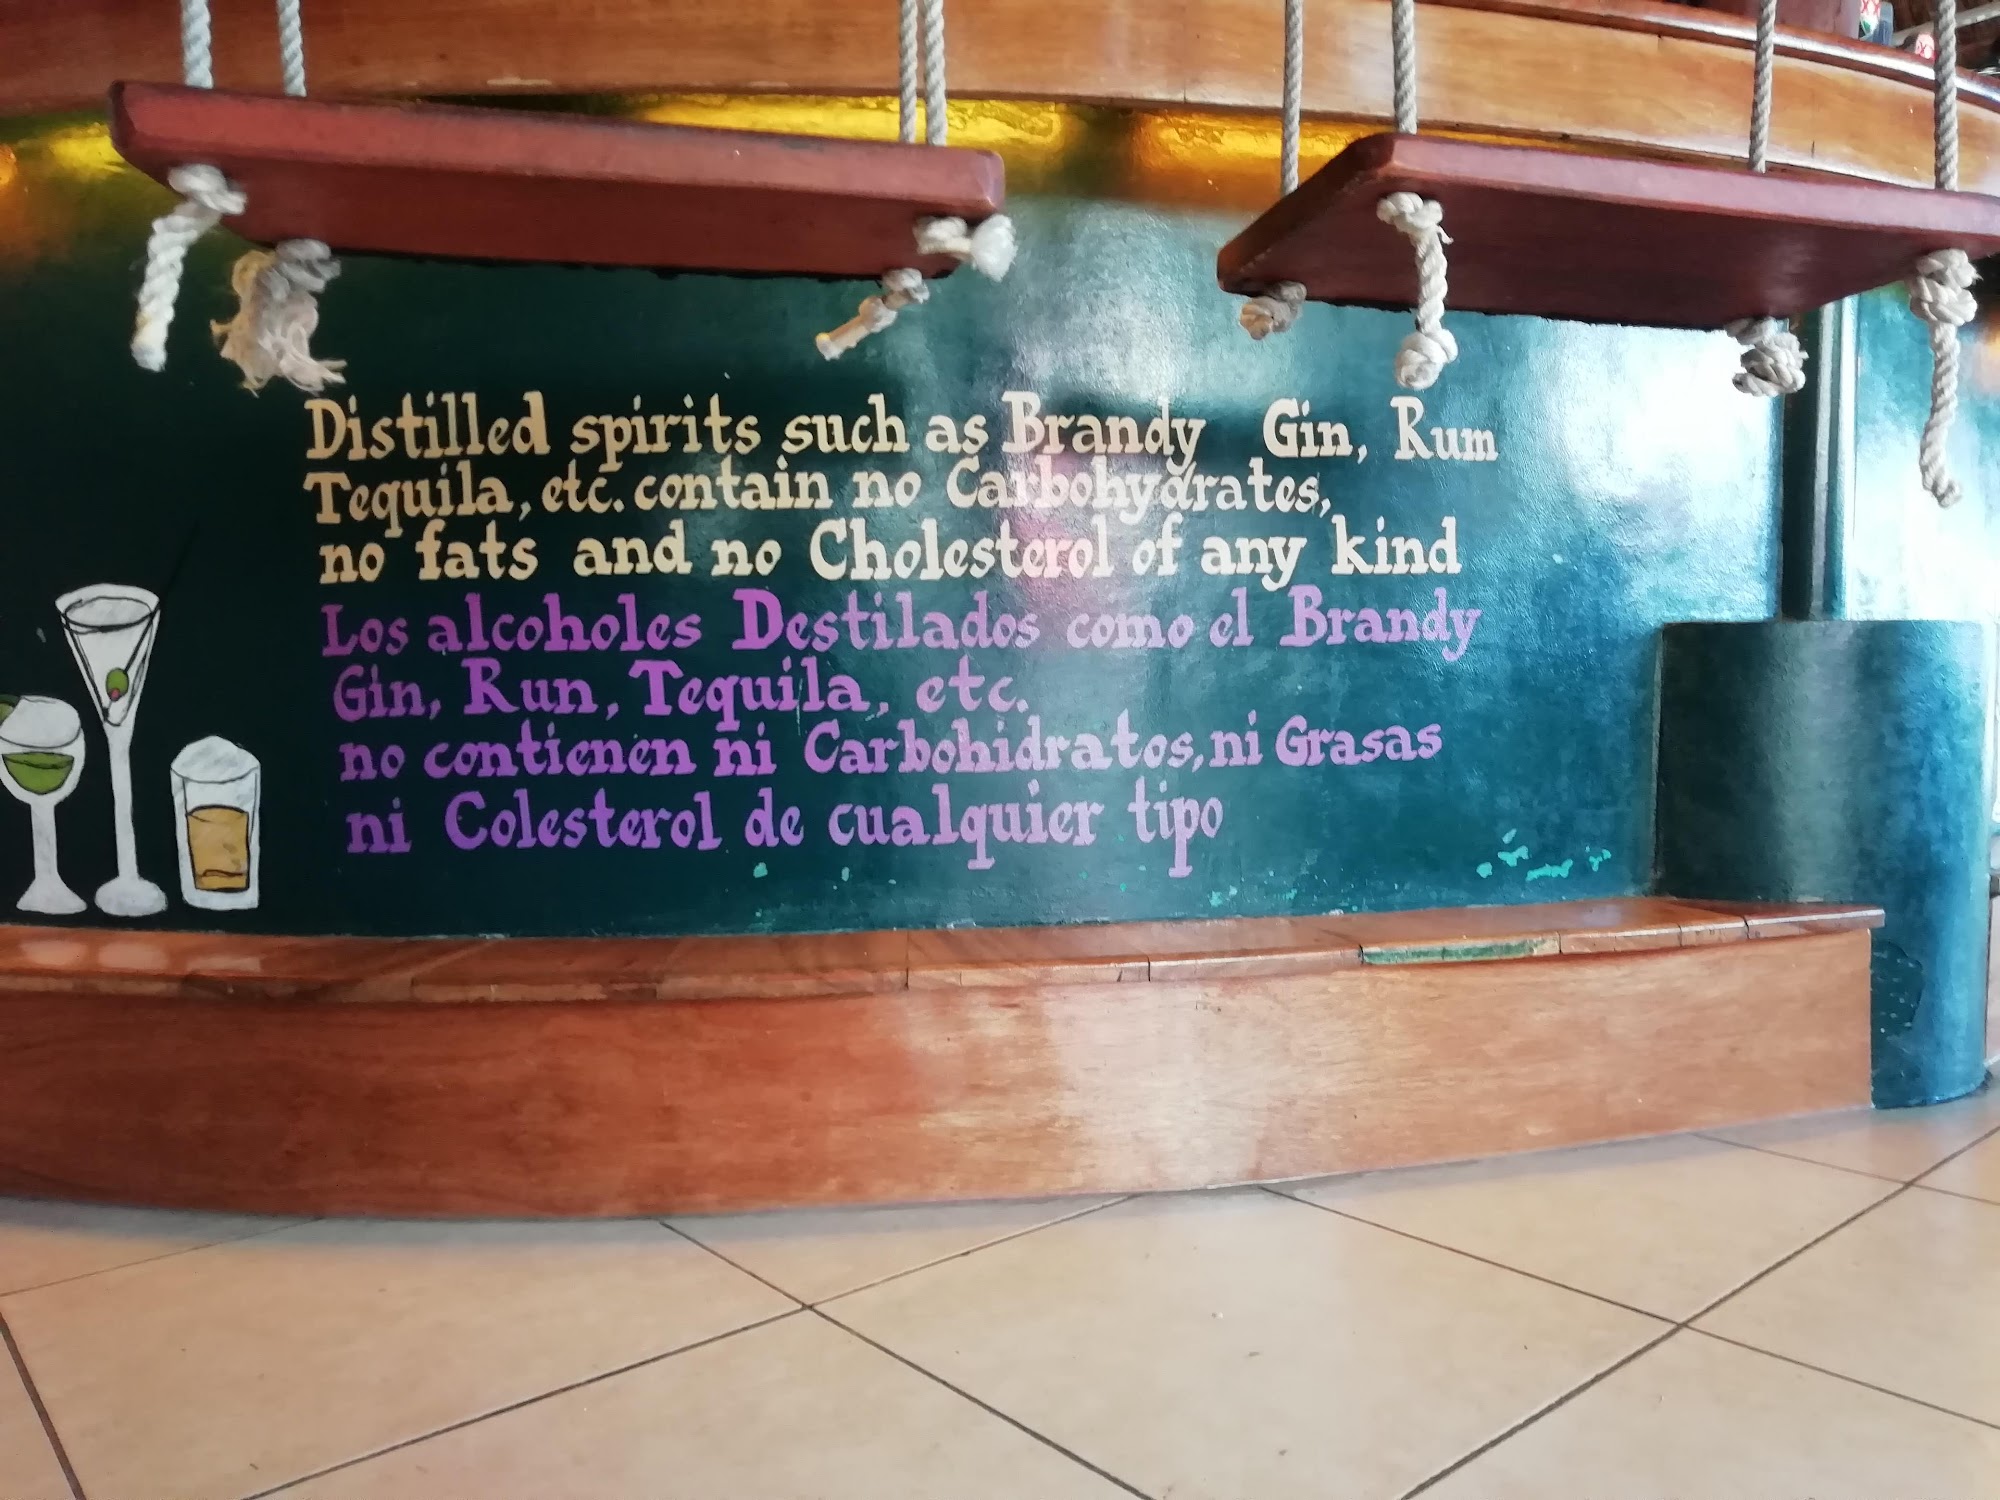 Distilled spirits such as Brandy Gin, Rum
Tequila, etc. contain no Carbohydrates,
no fats and no Cholesterol of any kind
Los alcoholes Destilados como el Brandy
Gin, Run, Tequila, etc.
no contienen ni Carbohidratos, ni Grasas
ni Colesterol de cualquier tipo